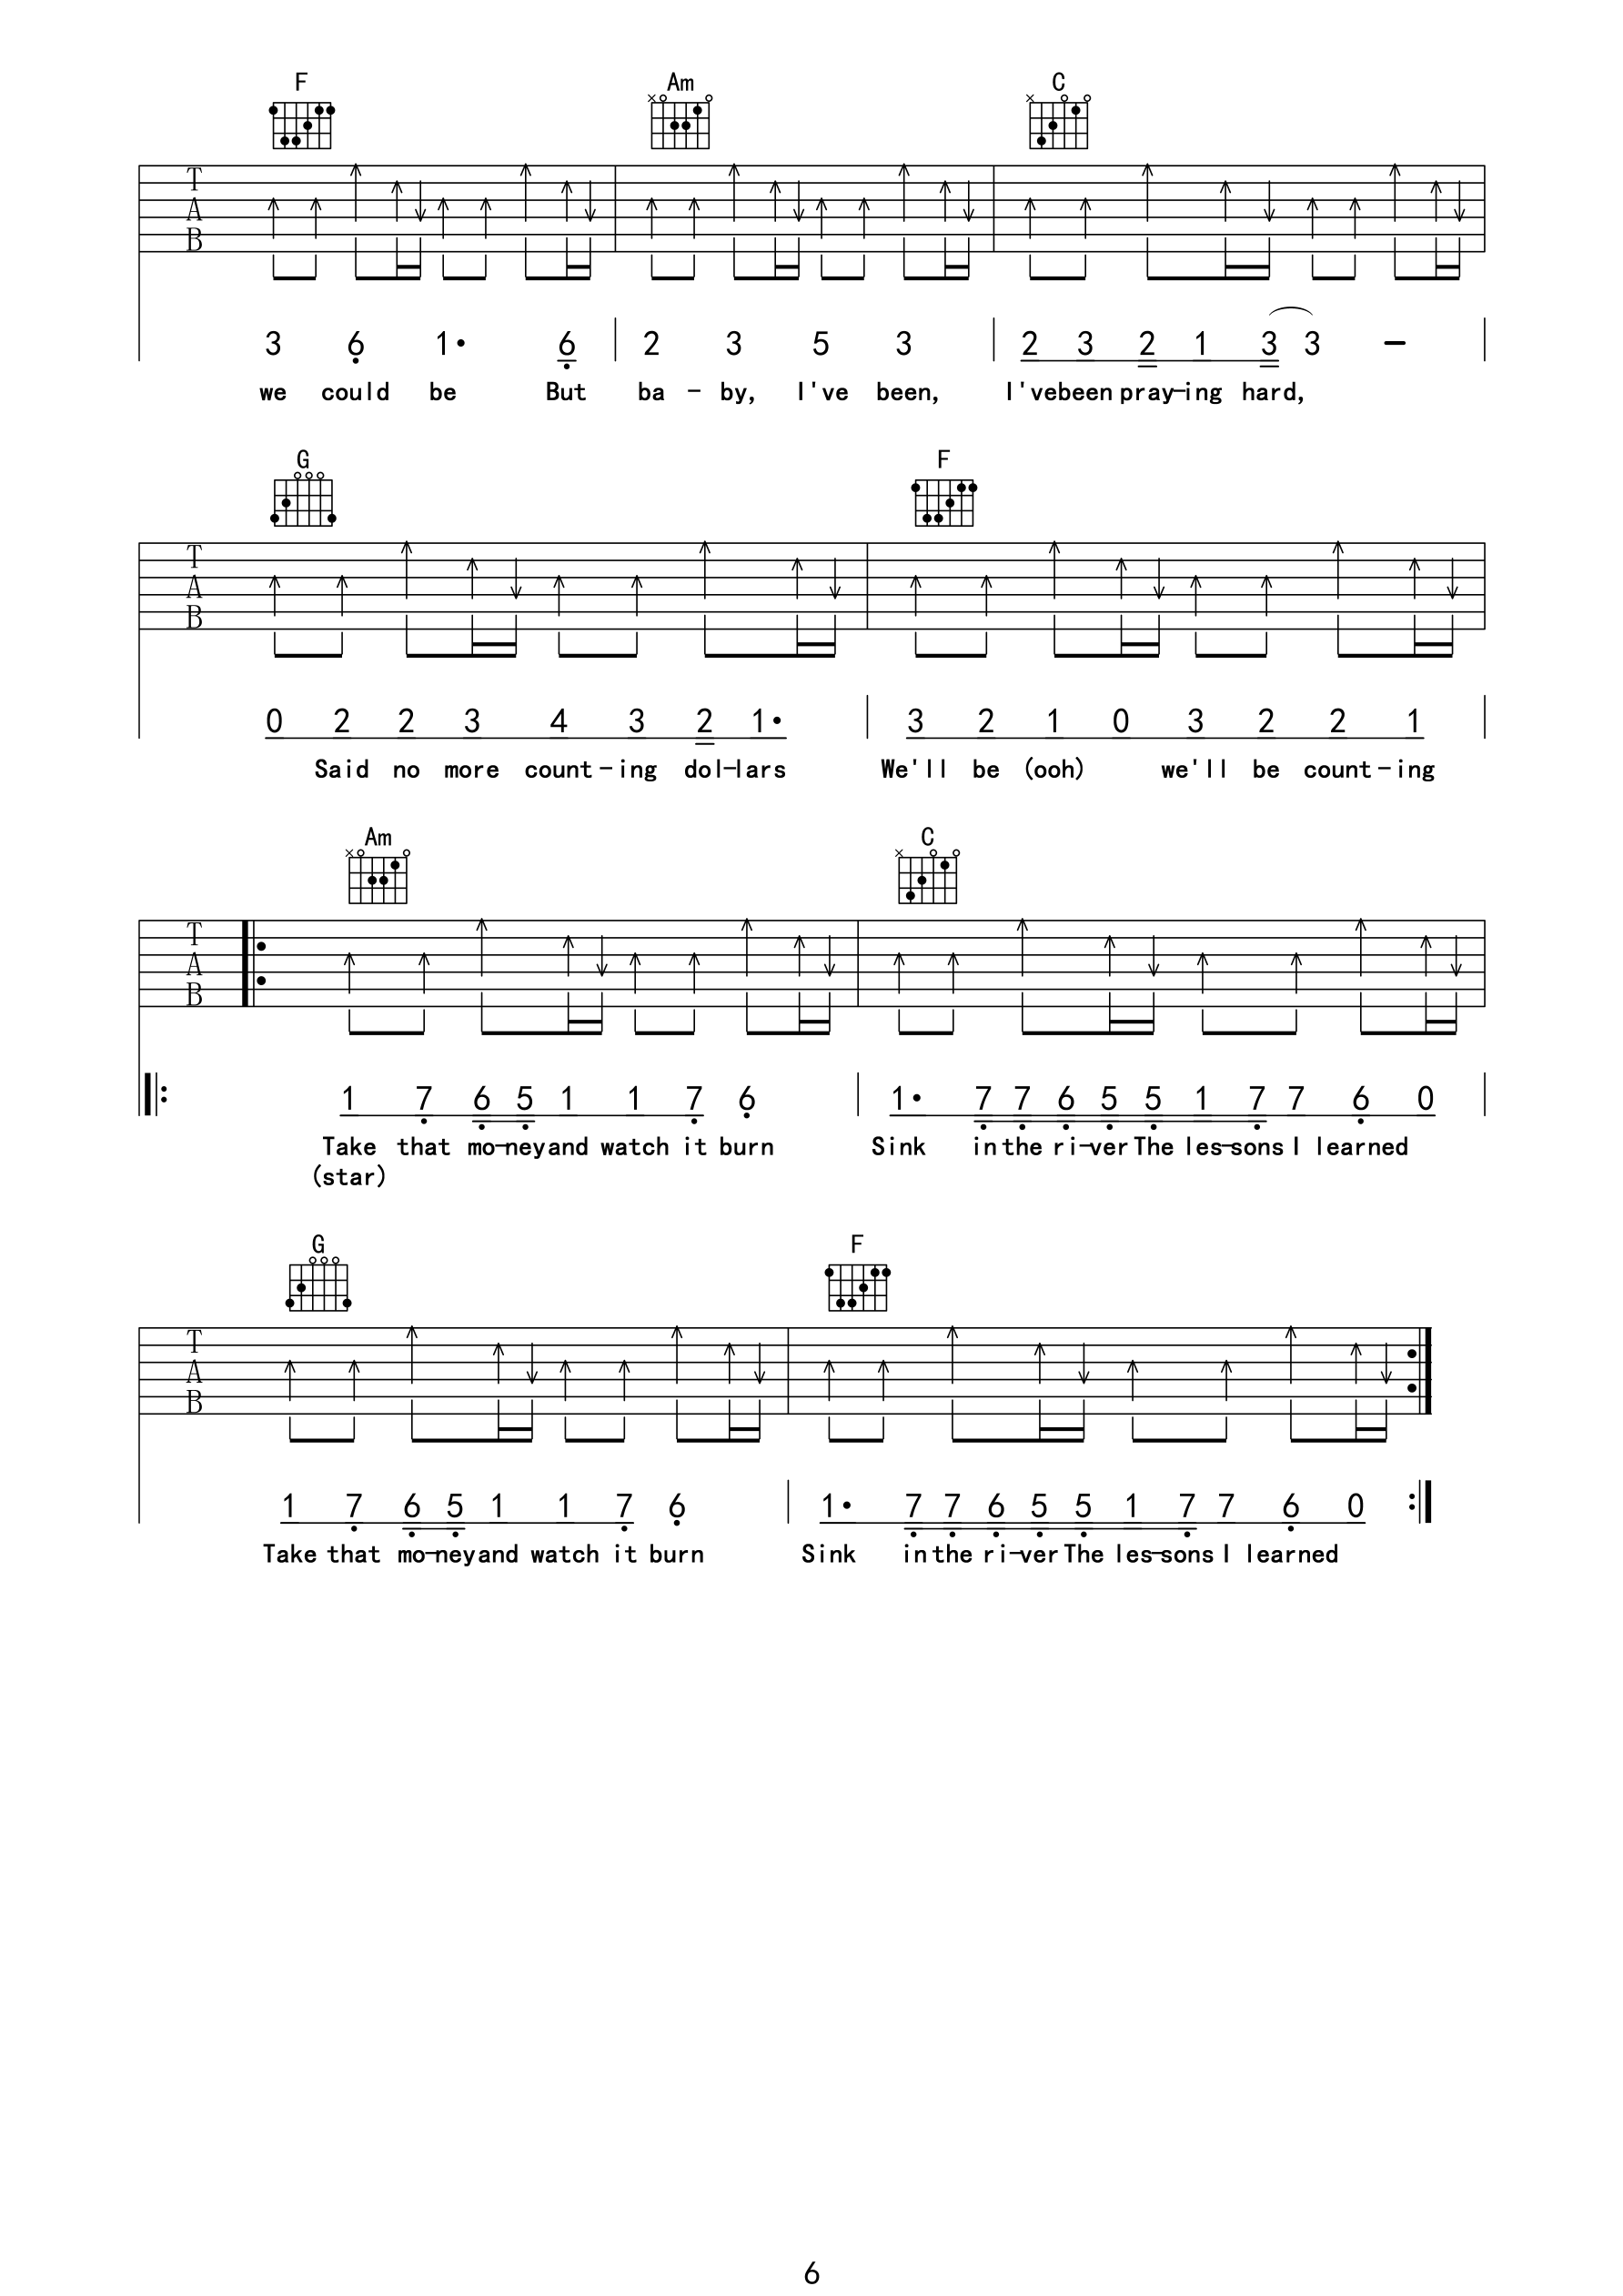 F Am C
T
A
B
3 6 1• 6 2 3 5 3 2 3 2 1 3 3 –
we could be But ba - by, I've been, I'vebeen pray-ing hard,
G F
T
A
B
0 2 2 3 4 3 2 1• 3 2 1 0 3 2 2 1
Said no more count - ing dol-lars We'll be (ooh) we'll be count - ing
Am C
T
A
B
1 7 6 5 1 1 7 6 1• 7 7 6 5 5 1 7 7 6 0
Take that mo-neyand watch it burn Sink in the ri-ver The les-sons I learned
(star)
G F
T
A
B
1 7 6 5 1 1 7 6 1• 7 7 6 5 5 1 7 7 6 0
Take that mo-neyand watch it burn Sink in the ri-ver The les-sons I learned
6